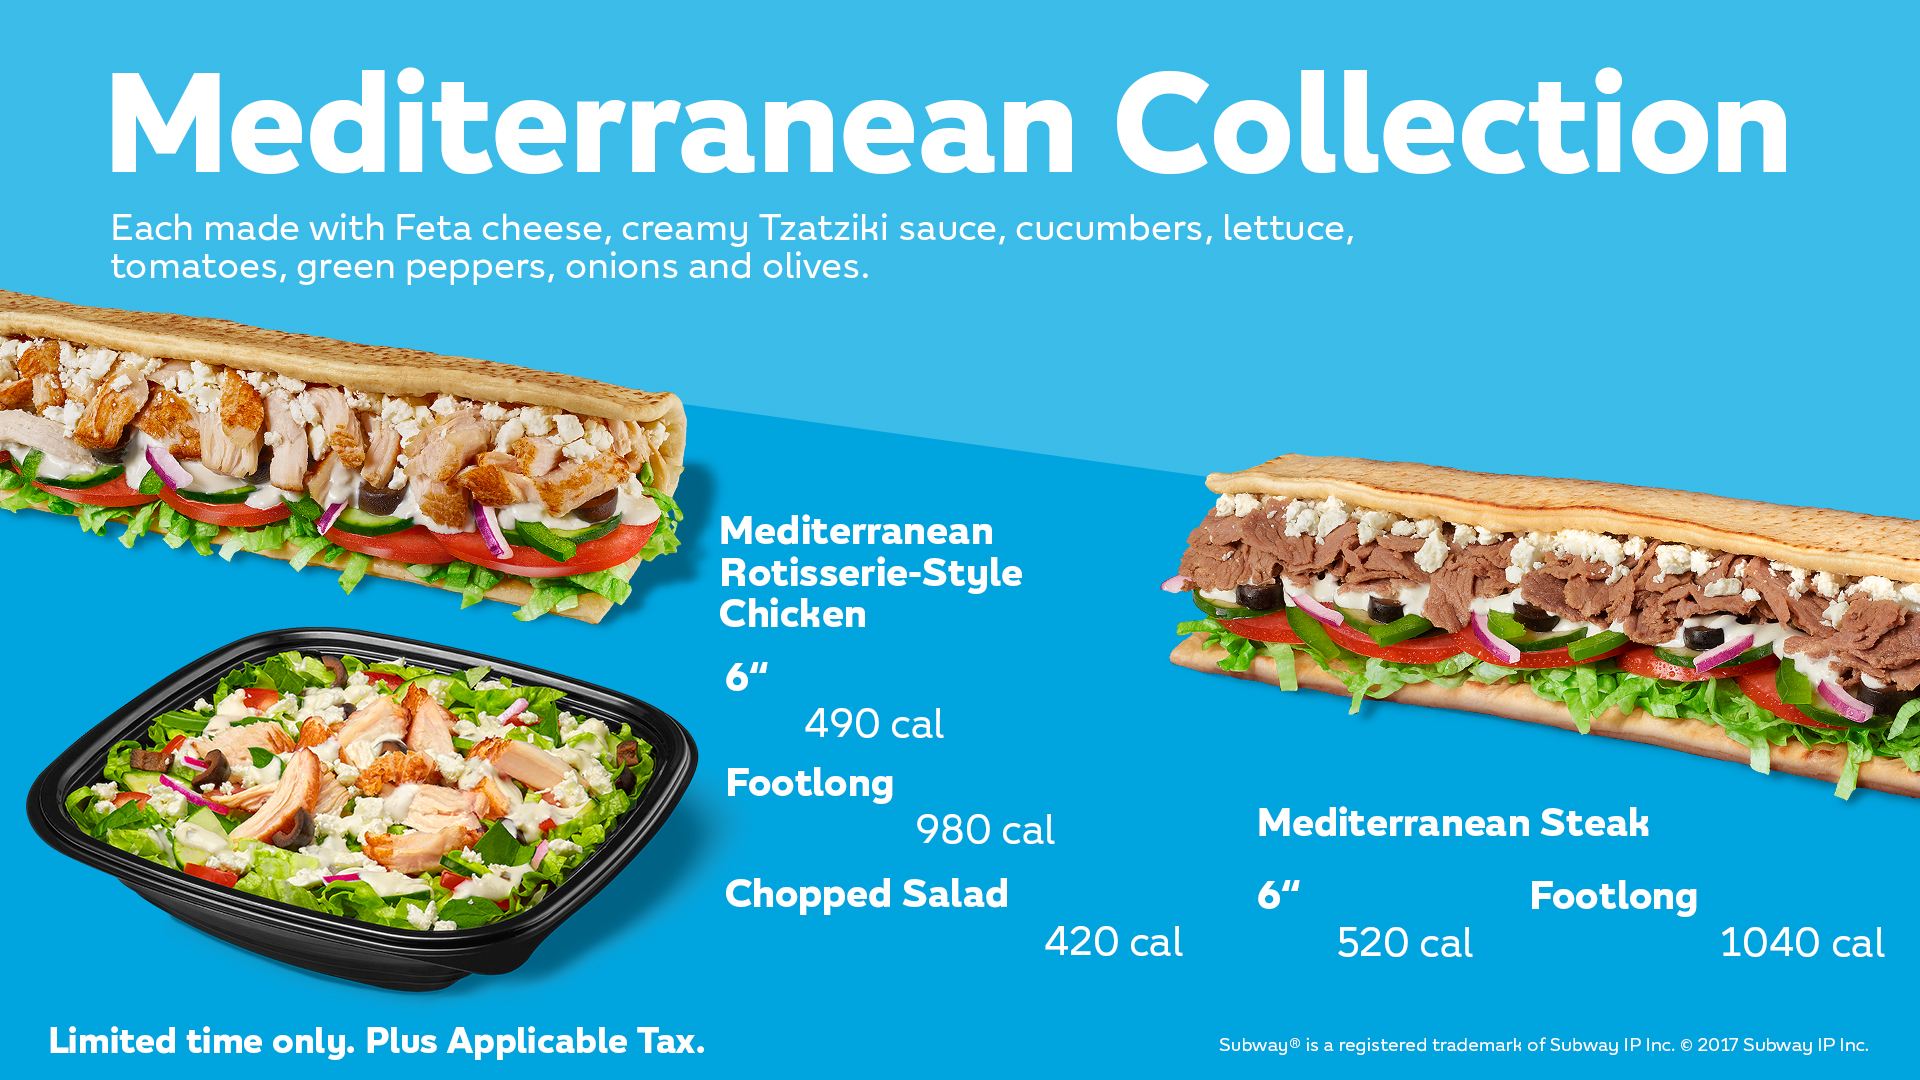 Mediterranean Collection
Each made with Feta cheese, creamy Tzatziki sauce, cucumbers, lettuce,
tomatoes, green peppers, onions and olives.
Mediterranean
Rotisserie-Style
Chicken
6“
490 cal
Footlong
980 cal
Chopped Salad
420 cal
Mediterranean Steak
6“ Footlong
520 cal 1040 cal
Limited time only. Plus Applicable Tax.
Subway® is a registered trademark of Subway IP Inc. © 2017 Subway IP Inc.